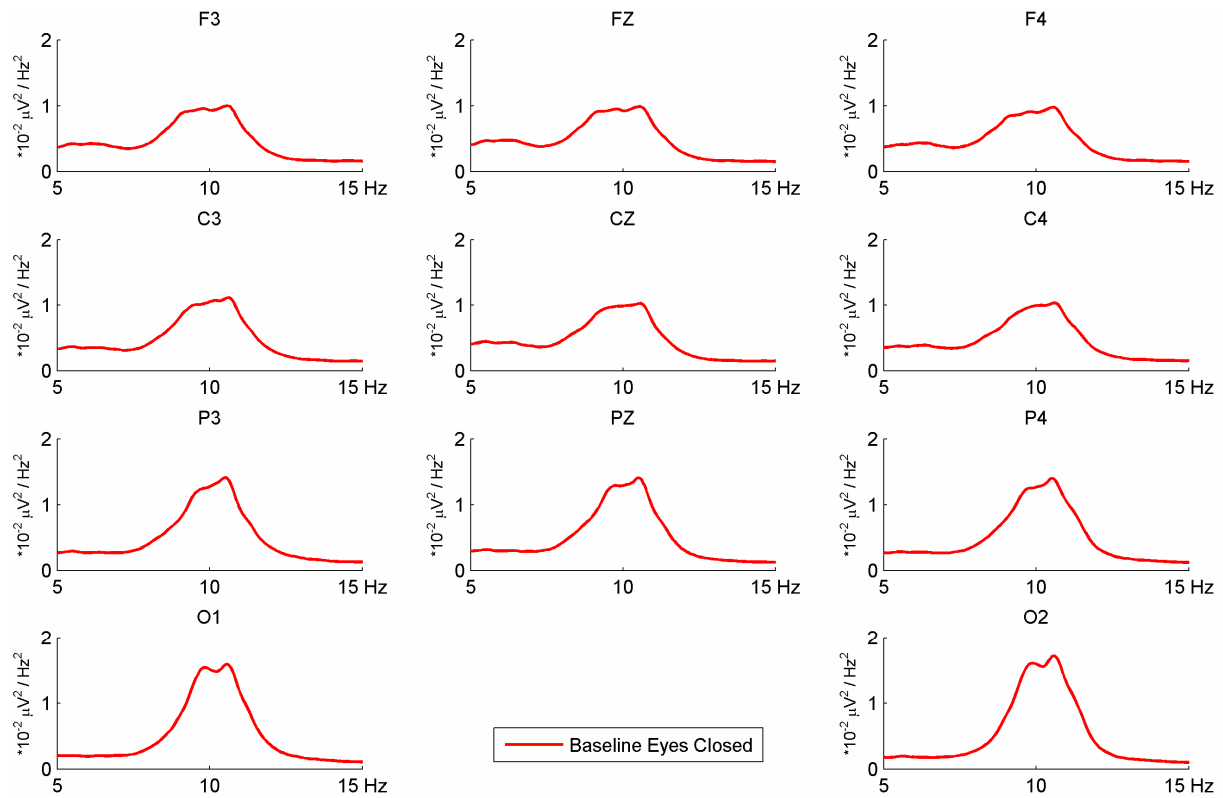 F3 FZ F4
2 2 2
1 1 1
0 0 0
*10⁻² µV² / Hz² *10⁻² µV² / Hz² *10⁻² µV² / Hz²
5 10 15 Hz 5 10 15 Hz 5 10 15 Hz
C3 CZ C4
2 2 2
1 1 1
0 0 0
*10⁻² µV² / Hz² *10⁻² µV² / Hz² *10⁻² µV² / Hz²
5 10 15 Hz 5 10 15 Hz 5 10 15 Hz
P3 PZ P4
2 2 2
1 1 1
0 0 0
*10⁻² µV² / Hz² *10⁻² µV² / Hz² *10⁻² µV² / Hz²
5 10 15 Hz 5 10 15 Hz 5 10 15 Hz
O1 O2
2 2
1 1
0 0
*10⁻² µV² / Hz² *10⁻² µV² / Hz²
Baseline Eyes Closed
5 10 15 Hz 5 10 15 Hz